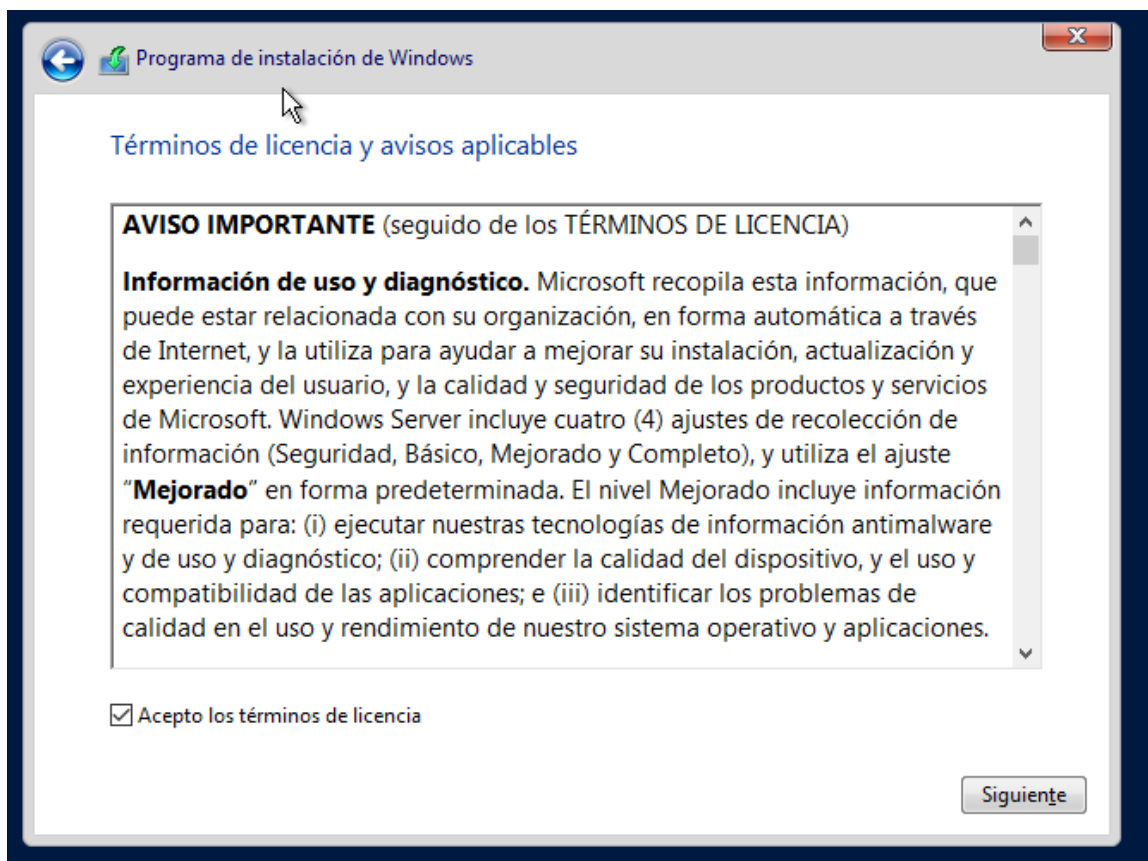 Programa de instalación de Windows
Términos de licencia y avisos aplicables
AVISO IMPORTANTE (seguido de los TÉRMINOS DE LICENCIA)
Información de uso y diagnóstico. Microsoft recopila esta información, que
puede estar relacionada con su organización, en forma automática a través
de Internet, y la utiliza para ayudar a mejorar su instalación, actualización y
experiencia del usuario, y la calidad y seguridad de los productos y servicios
de Microsoft. Windows Server incluye cuatro (4) ajustes de recolección de
información (Seguridad, Básico, Mejorado y Completo), y utiliza el ajuste
“Mejorado” en forma predeterminada. El nivel Mejorado incluye información
requerida para: (i) ejecutar nuestras tecnologías de información antimalware
y de uso y diagnóstico; (ii) comprender la calidad del dispositivo, y el uso y
compatibilidad de las aplicaciones; e (iii) identificar los problemas de
calidad en el uso y rendimiento de nuestro sistema operativo y aplicaciones.
Acepto los términos de licencia
Siguiente